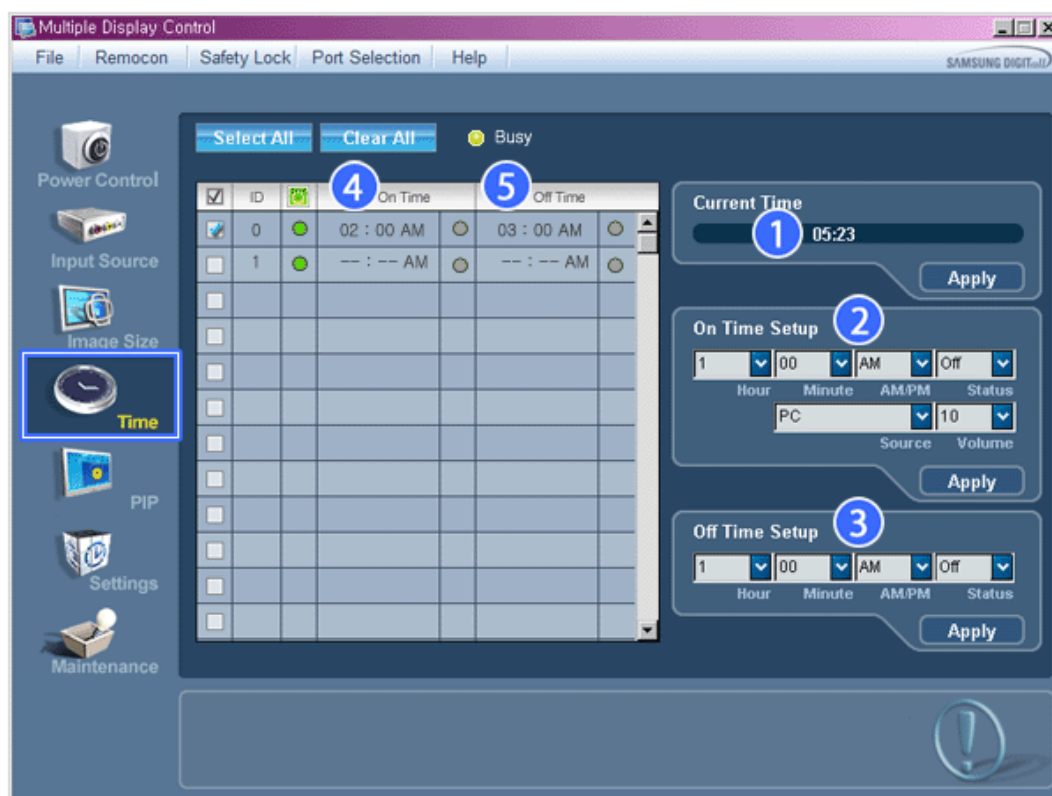 Multiple Display Control
File Remocon Safety Lock Port Selection Help
SAMSUNG DIGITall
Select All Clear All Busy
Power Control
Input Source
Image Size
Time
PIP
Settings
Maintenance
ID 4 On Time 5 Off Time
0 02 : 00 AM 03 : 00 AM
1 -- : -- AM -- : -- AM
Current Time
1 05:23
Apply
On Time Setup 2
1 00 AM Off
Hour Minute AM/PM Status
PC 10
Source Volume
Apply
Off Time Setup 3
1 00 AM Off
Hour Minute AM/PM Status
Apply